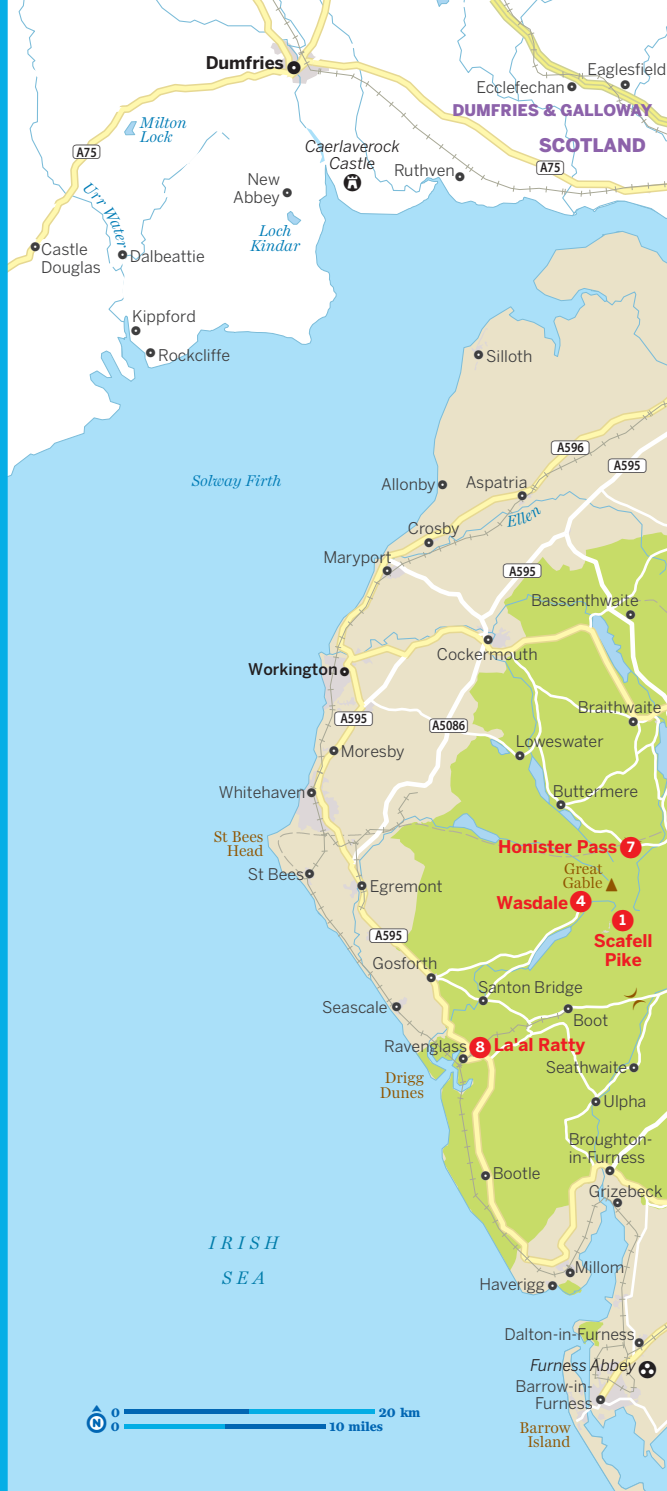 Dumfries
Eaglesfield
Ecclefechan
DUMFRIES & GALLOWAY
SCOTLAND
Milton
Lock
A75
Caerlaverock
Castle
Ruthven
A75
New
Abbey
Urr Water
Loch
Kindar
Castle
Douglas
Dalbeattie
Kippford
Rockcliffe
Silloth
A596
A595
Solway Firth
Allonby
Aspatria
Ellen
Crosby
Maryport
A595
Bassenthwaite
Cockermouth
Workington
Braithwaite
A595
A5086
Loweswater
Moresby
Whitehaven
Buttermere
St Bees
Head
Honister Pass 7
Great
Gable
St Bees
Egremont
Wasdale 4
1
Scafell
Pike
A595
Gosforth
Santon Bridge
Seascale
Boot
Ravenglass
8 La'al Ratty
Seathwaite
Drigg
Dunes
Ulpha
Broughton-
in-Furness
Bootle
Grizebeck
IRISH
SEA
Millom
Haverigg
Dalton-in-Furness
Furness Abbey
Barrow-in-
Furness
Barrow
Island
N
0 20 km
0 10 miles